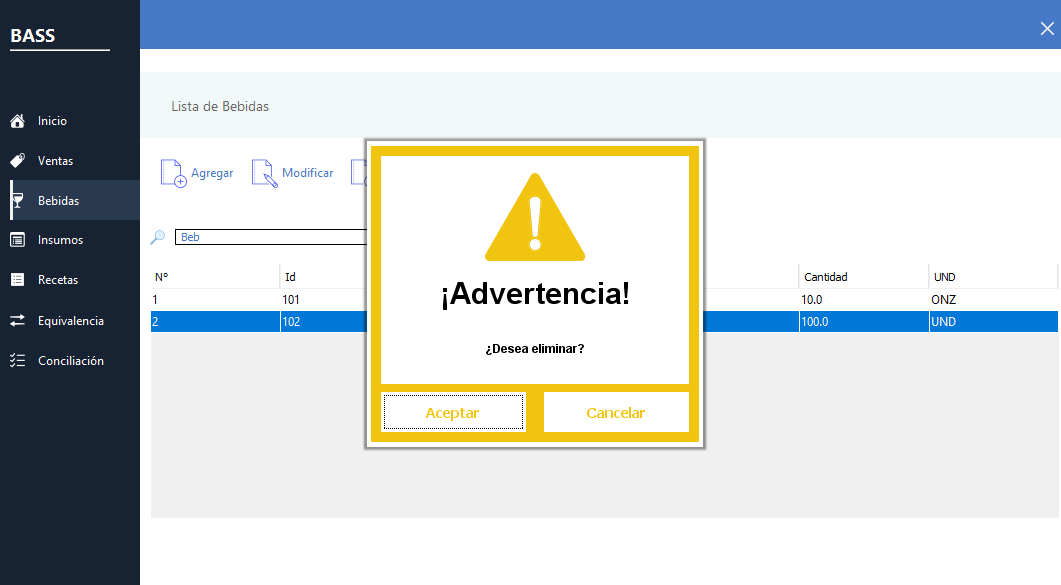 BASS
Inicio
Ventas
Bebidas
Insumos
Recetas
Equivalencia
Conciliación
Lista de Bebidas
Agregar Modificar
Beb
N° Id Cantidad UND
1 101 10.0 ONZ
2 102 100.0 UND
¡Advertencia!
¿Desea eliminar?
Aceptar Cancelar